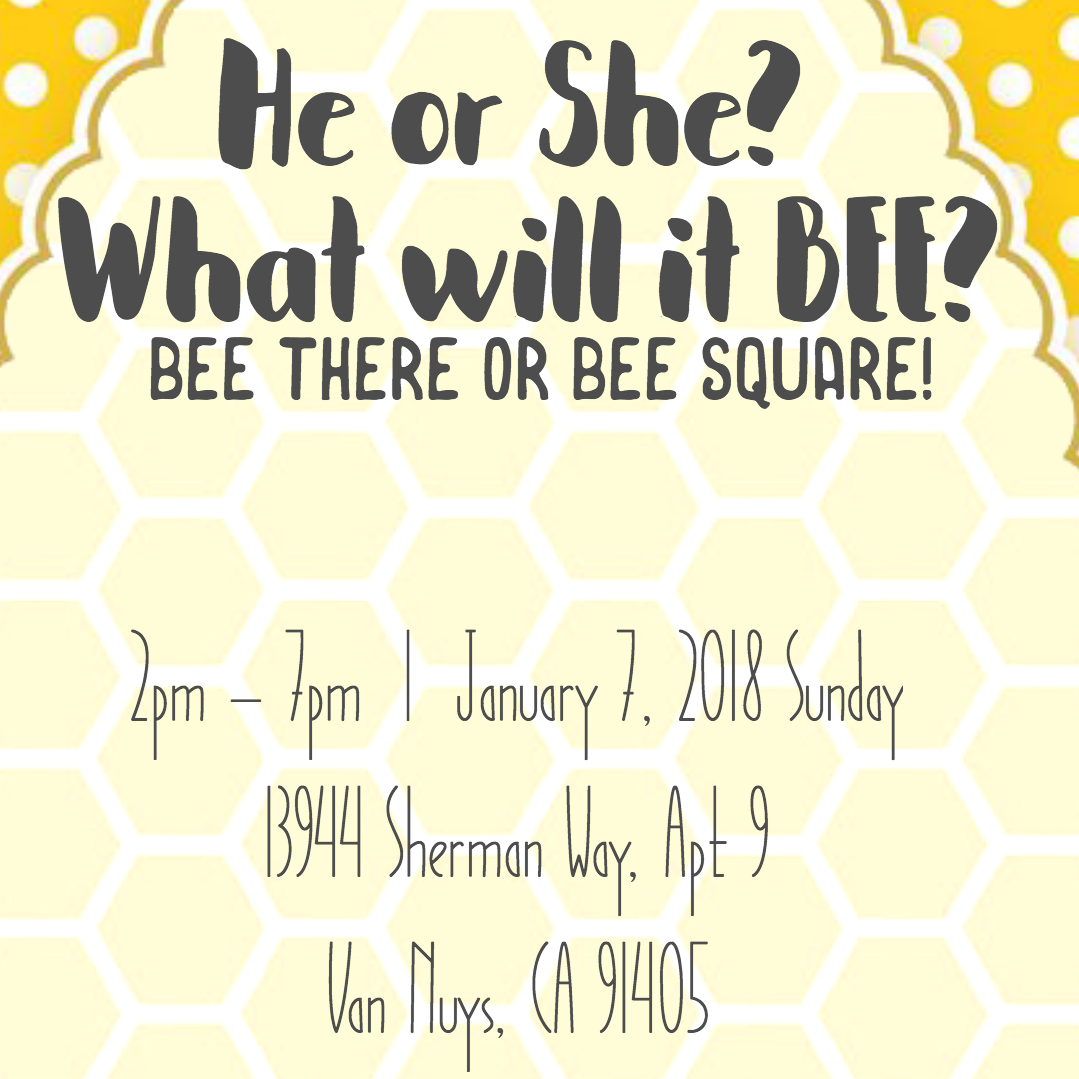 He or She?
What will it BEE?
BEE THERE OR BEE SQUARE!
2pm – 7pm | January 7, 2018 Sunday
13944 Sherman Way, Apt 9
Van Nuys, CA 91405